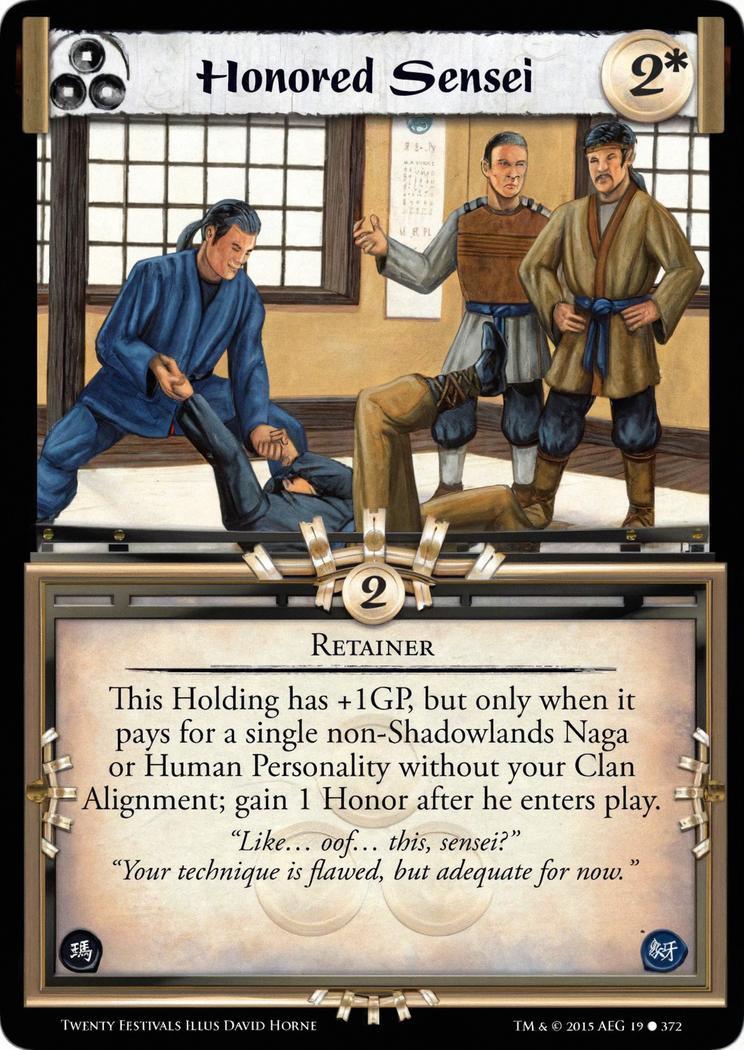 Honored Sensei
2*
2
Retainer
This Holding has +1GP, but only when it
pays for a single non-Shadowlands Naga
or Human Personality without your Clan
Alignment; gain 1 Honor after he enters play.
“Like… oof… this, sensei?”
“Your technique is flawed, but adequate for now.”
瑪
Twenty Festivals Illus David Horne
TM & © 2015 AEG 19 ● 372